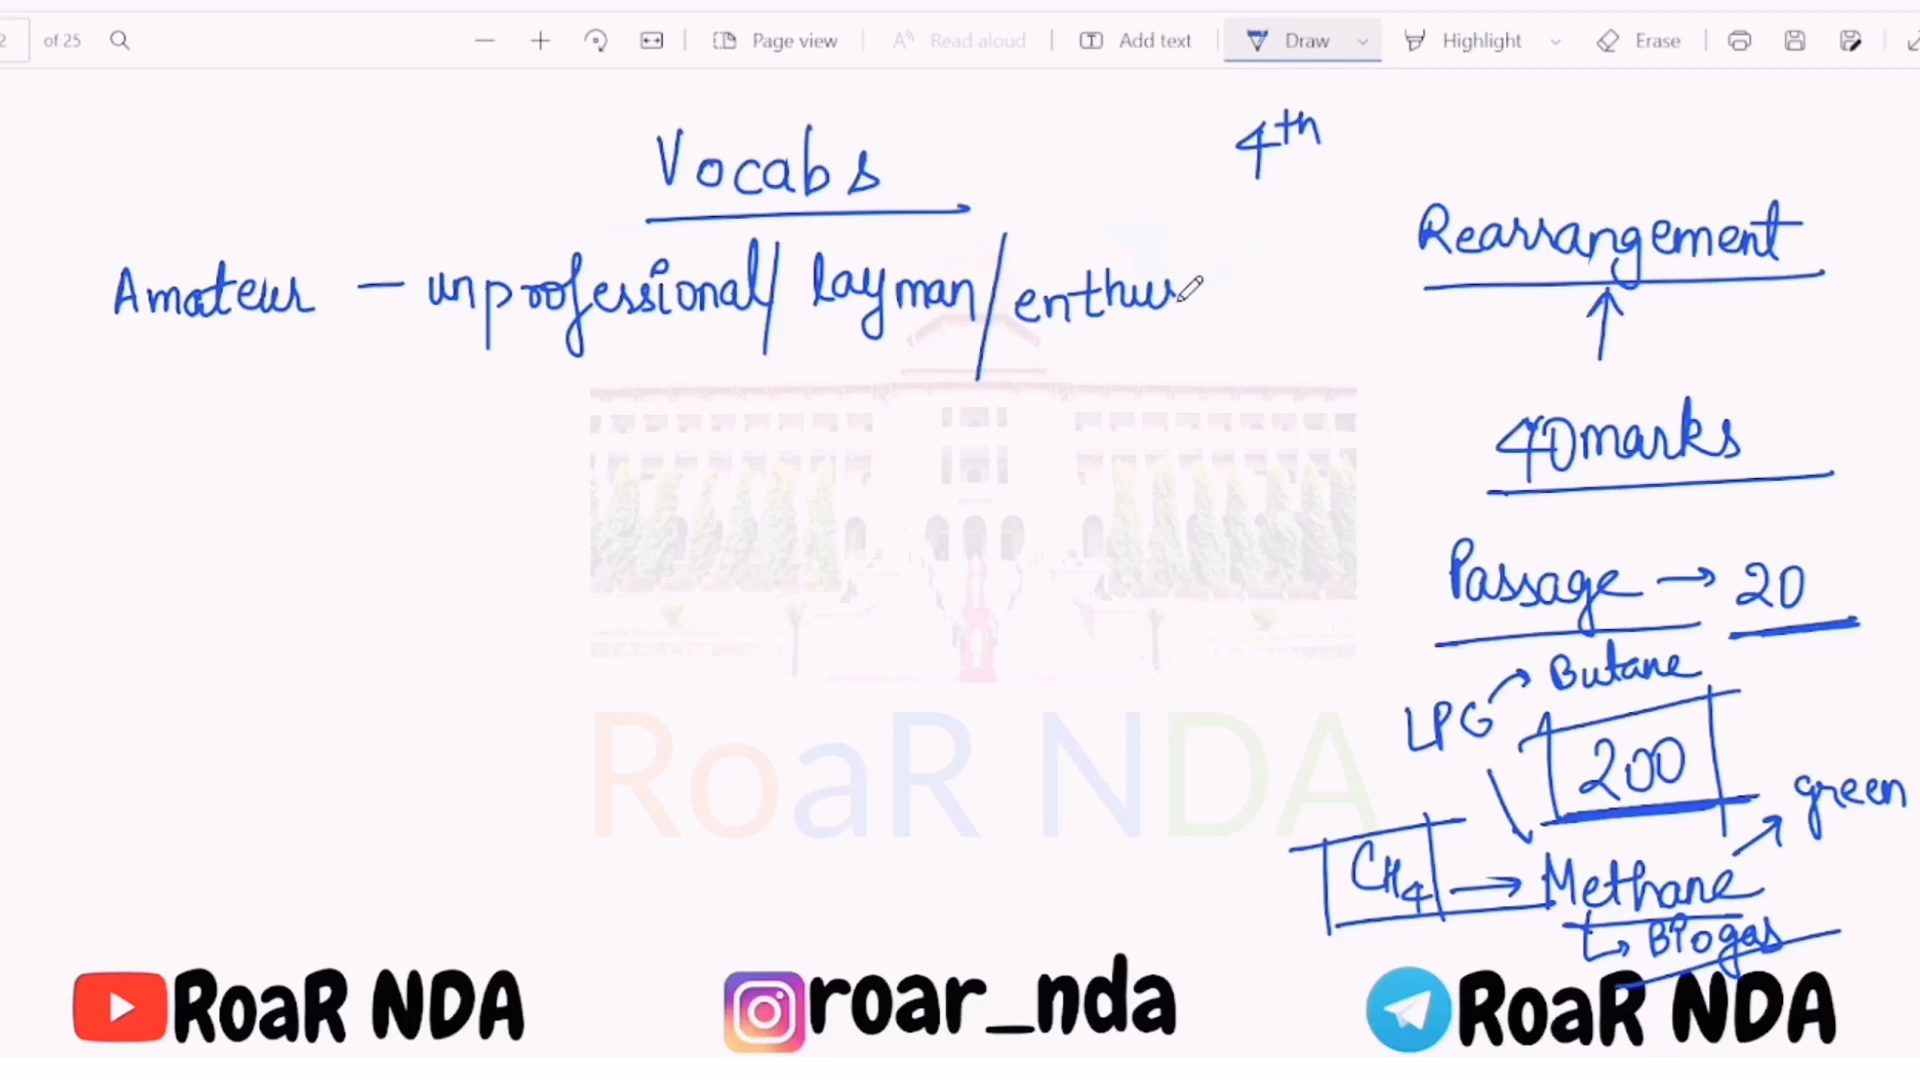 2 of 25 Page view Read aloud Add text Draw Highlight Erase
Vocabs
4th
Amateur - unprofessional / layman / enthus
Rearrangement
40marks
Passage → 20
Butane
LPG
200
green
CH4 → Methane
Biogas
RoaR NDA
RoaR NDA roar_nda RoaR NDA